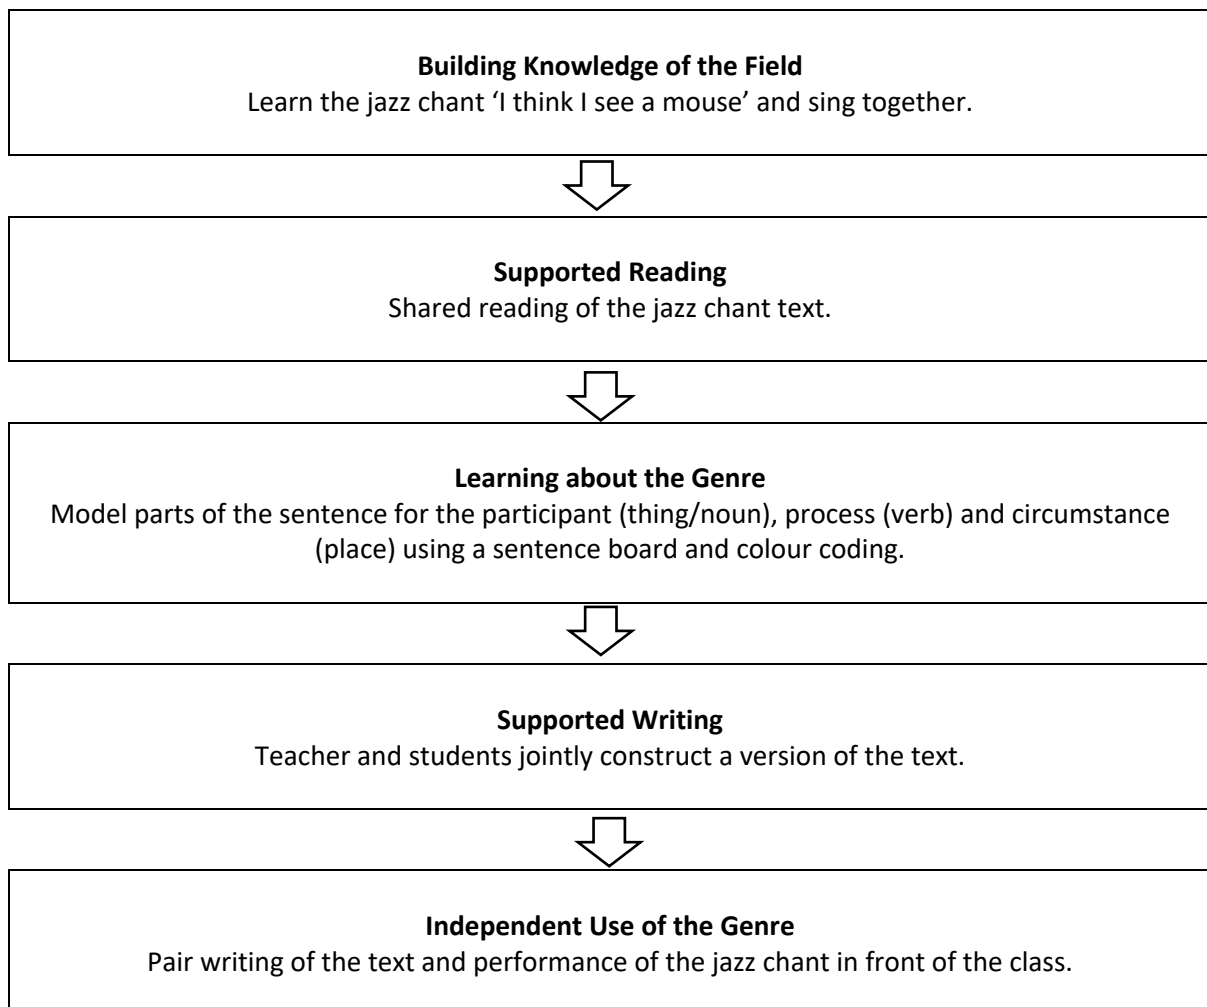 Building Knowledge of the Field
Learn the jazz chant ‘I think I see a mouse’ and sing together.
Supported Reading
Shared reading of the jazz chant text.
Learning about the Genre
Model parts of the sentence for the participant (thing/noun), process (verb) and circumstance
(place) using a sentence board and colour coding.
Supported Writing
Teacher and students jointly construct a version of the text.
Independent Use of the Genre
Pair writing of the text and performance of the jazz chant in front of the class.